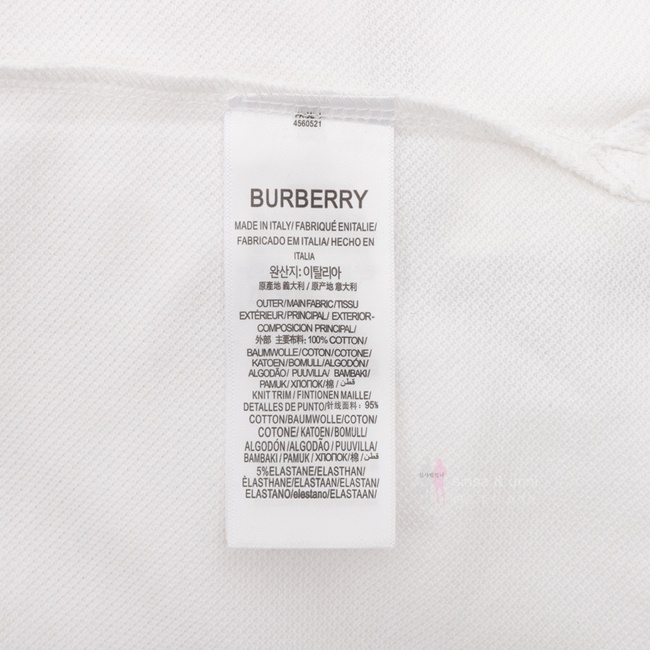 4560521
BURBERRY
MADE IN ITALY/ FABRIQUÉ ENITALIE/
FABRICADO EM ITALIA/ HECHO EN
ITALIA
완산지: 이탈리아
原產地 義大利 / 原产地 意大利
OUTER/MAIN FABRIC/TISSU
EXTÉRIEUR/PRINCIPAL/ EXTERIOR-
COMPOSICION PRINCIPAL/
外部 主要布料: 100% COTTON/
BAUMWOLLE/COTON/COTONE/
KATOEN/BOMULL/ALGODÓN/
ALGODÃO/ PUUVILLA/ BAMBAKI/
PAMUK/ХЛОПОК/棉/ قطن
KNIT TRIM / FINTIONEN MAILLE/
DETALLES DE PUNTO/针线面料: 95%
COTTON/BAUMWOLLE/COTON/
COTONE/ KATOEN/ BOMULL/
ALGODÓN/ALGODÃO/PUUVILLA/
BAMBAKI / PAMUK / ХЛОПОК/棉/ قطن
5%ELASTANE/ELASTHAN/
ÈLASTHANE/ELASTAAN/ELASTAN/
ELASTANO/elestano/ELASTAAN/